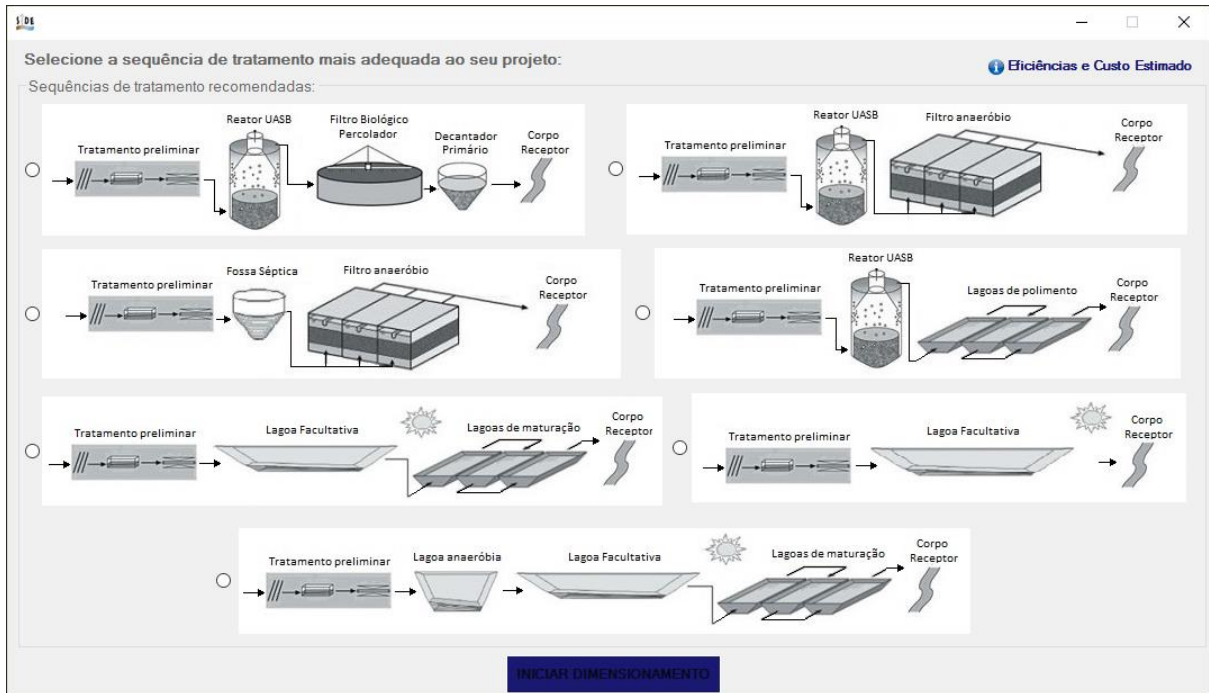 SIDE
Selecione a sequência de tratamento mais adequada ao seu projeto:
Eficiências e Custo Estimado
Sequências de tratamento recomendadas:
Tratamento preliminar
Reator UASB
Filtro Biológico
Percolador
Decantador
Primário
Corpo
Receptor
Tratamento preliminar
Reator UASB
Filtro anaeróbio
Corpo
Receptor
Tratamento preliminar
Fossa Séptica
Filtro anaeróbio
Corpo
Receptor
Tratamento preliminar
Reator UASB
Lagoas de polimento
Corpo
Receptor
Tratamento preliminar
Lagoa Facultativa
Lagoas de maturação
Corpo
Receptor
Tratamento preliminar
Lagoa Facultativa
Corpo
Receptor
Tratamento preliminar
Lagoa anaeróbia
Lagoa Facultativa
Lagoas de maturação
Corpo
Receptor
INICIAR DIMENSIONAMENTO